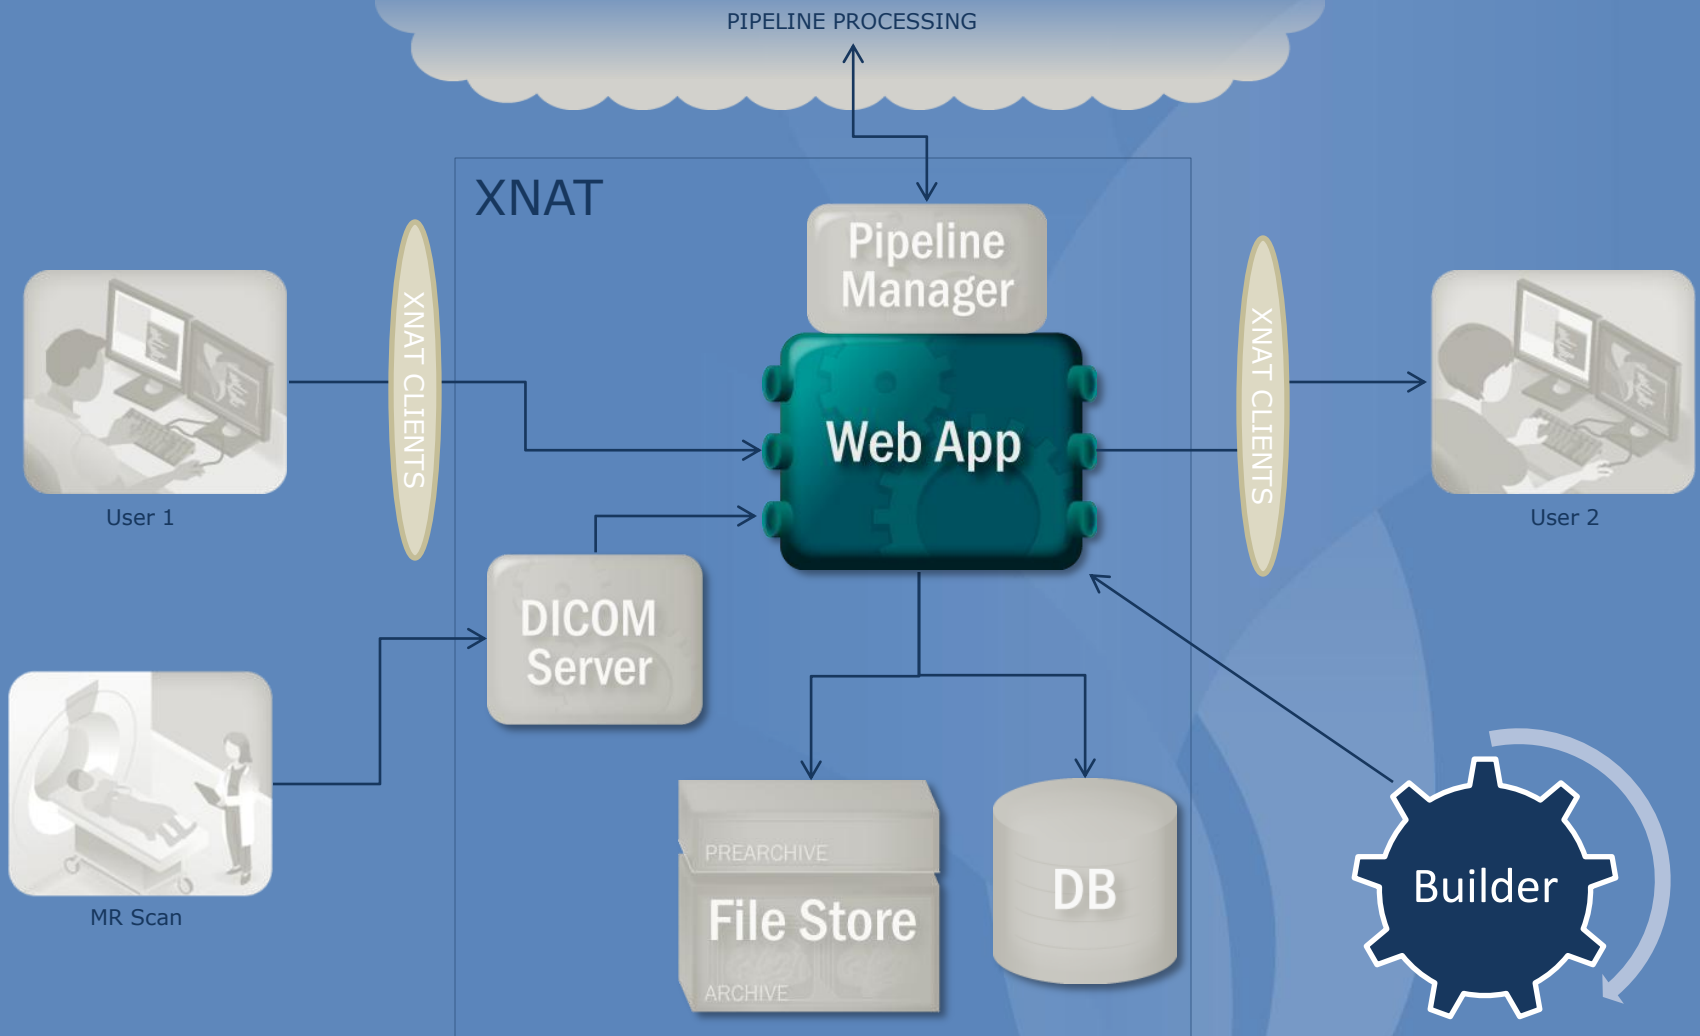 PIPELINE PROCESSING
XNAT
Pipeline
Manager
XNAT CLIENTS
Web App
XNAT CLIENTS
User 1
User 2
DICOM
Server
MR Scan
PREARCHIVE
File Store
ARCHIVE
DB
Builder